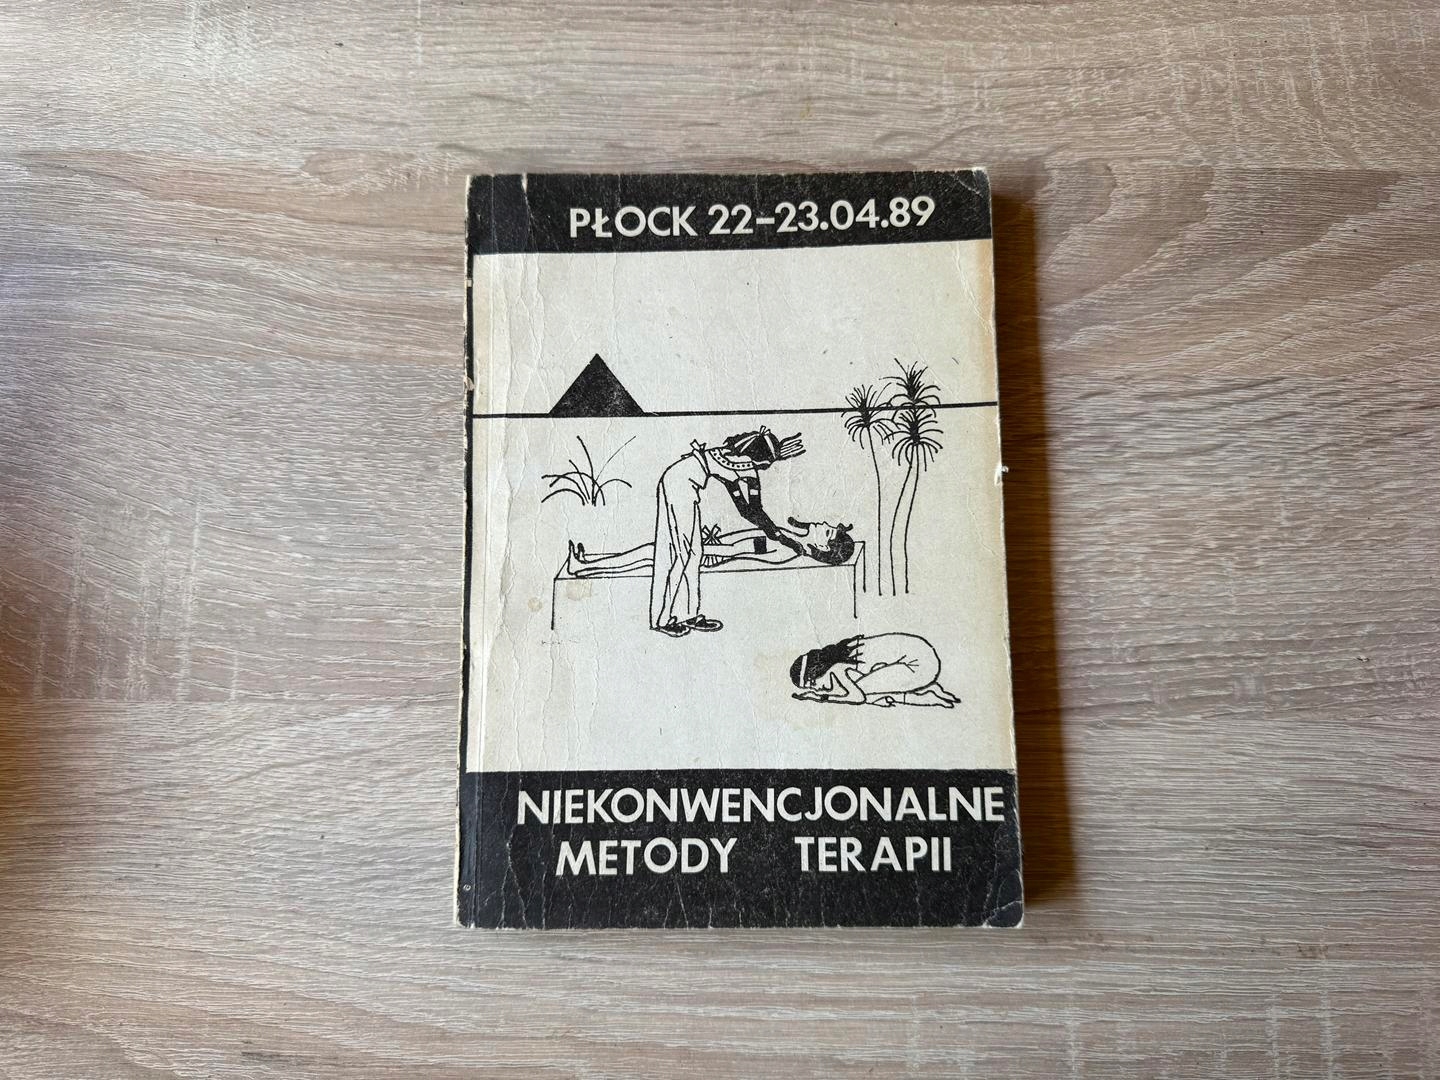 PŁOCK 22-23.04.89
NIEKONWENCJONALNE
METODY TERAPII